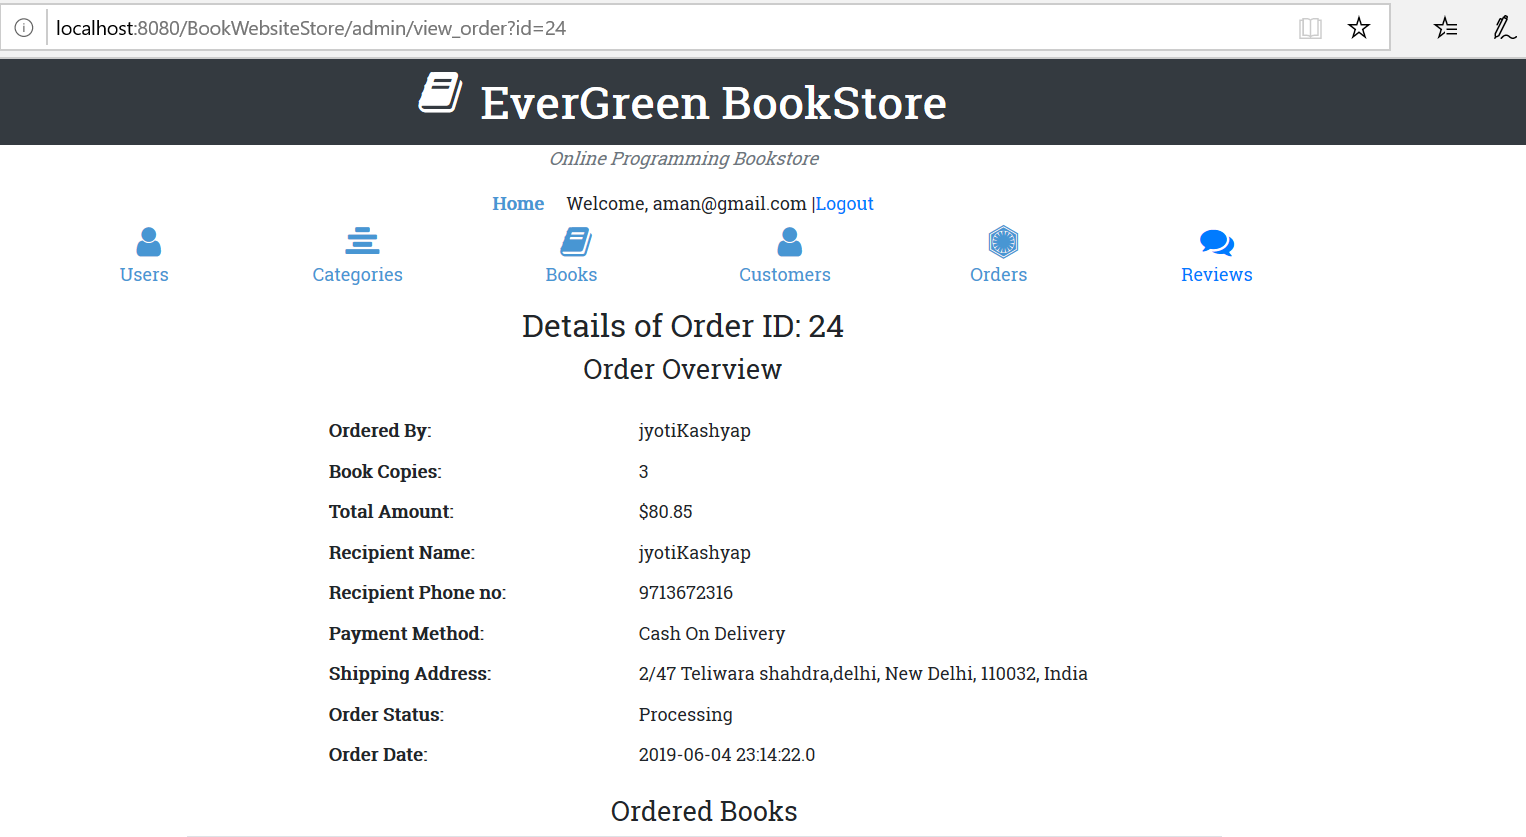 localhost:8080/BookWebsiteStore/admin/view_order?id=24
EverGreen BookStore
Online Programming Bookstore
Home Welcome, aman@gmail.com |Logout
Users Categories Books Customers Orders Reviews
Details of Order ID: 24
Order Overview
Ordered By: jyotiKashyap
Book Copies: 3
Total Amount: $80.85
Recipient Name: jyotiKashyap
Recipient Phone no: 9713672316
Payment Method: Cash On Delivery
Shipping Address: 2/47 Teliwara shahdra,delhi, New Delhi, 110032, India
Order Status: Processing
Order Date: 2019-06-04 23:14:22.0
Ordered Books